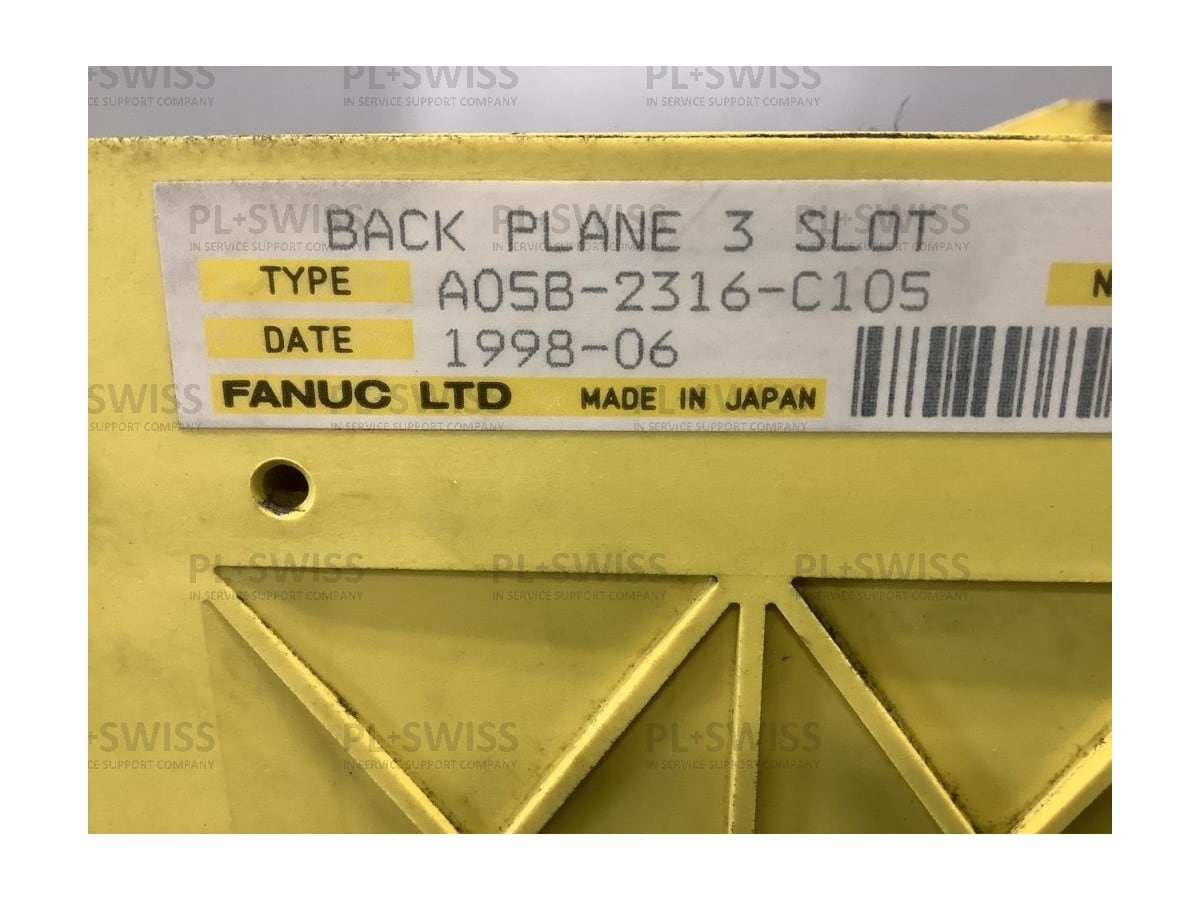 BACK PLANE 3 SLOT
TYPE A05B-2316-C105
DATE 1998-06
FANUC LTD MADE IN JAPAN
PL+SWISS
IN SERVICE SUPPORT COMPANY